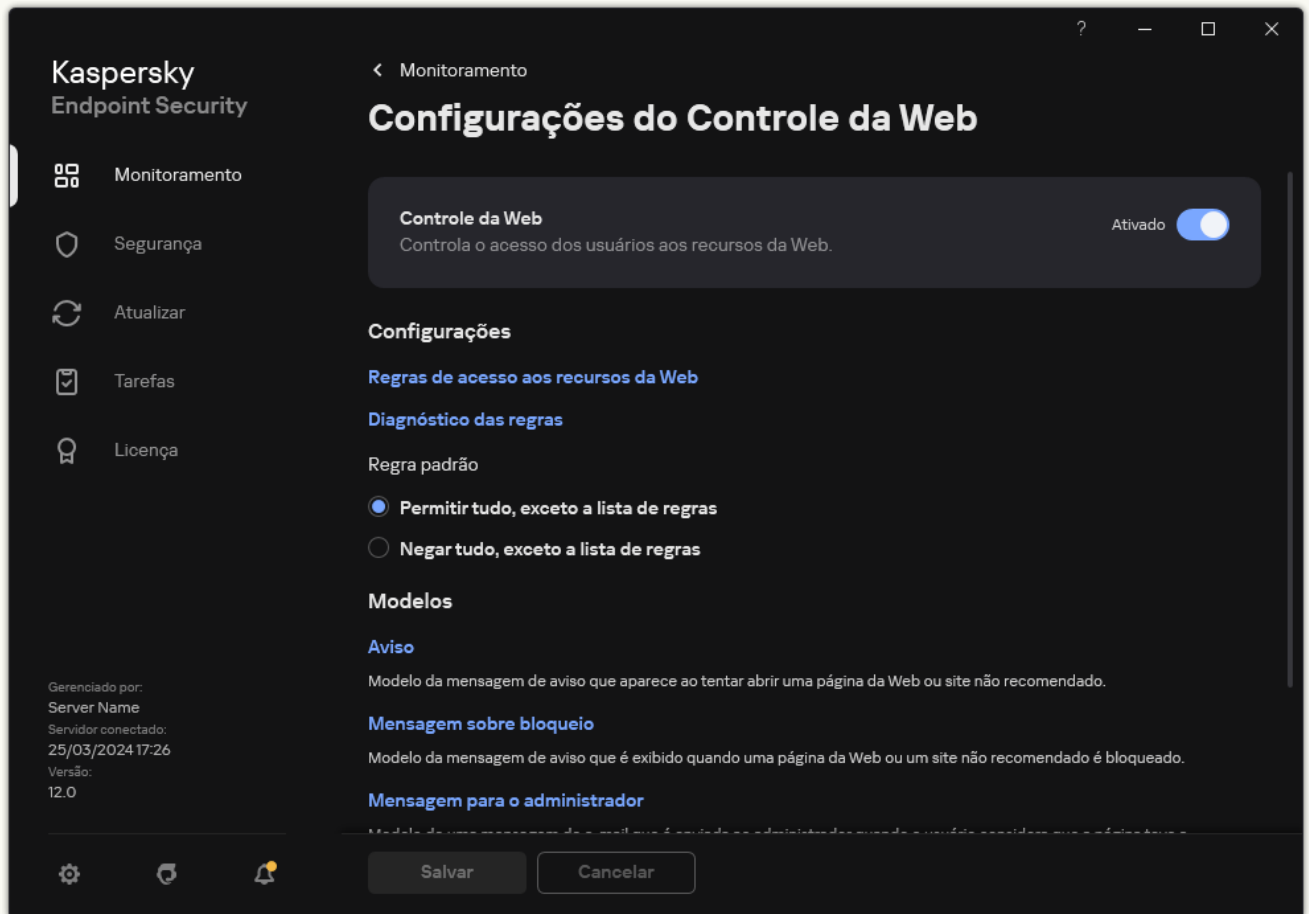 ?
Kaspersky
Endpoint Security
Monitoramento
Segurança
Atualizar
Tarefas
Licença
Gerenciado por:
Server Name
Servidor conectado:
25/03/2024 17:26
Versão:
12.0
Monitoramento
Configurações do Controle da Web
Controle da Web
Controla o acesso dos usuários aos recursos da Web.
Ativado
Configurações
Regras de acesso aos recursos da Web
Diagnóstico das regras
Regra padrão
Permitir tudo, exceto a lista de regras
Negar tudo, exceto a lista de regras
Modelos
Aviso
Modelo da mensagem de aviso que aparece ao tentar abrir uma página da Web ou site não recomendado.
Mensagem sobre bloqueio
Modelo da mensagem de aviso que é exibido quando uma página da Web ou um site não recomendado é bloqueado.
Mensagem para o administrador
Salvar
Cancelar